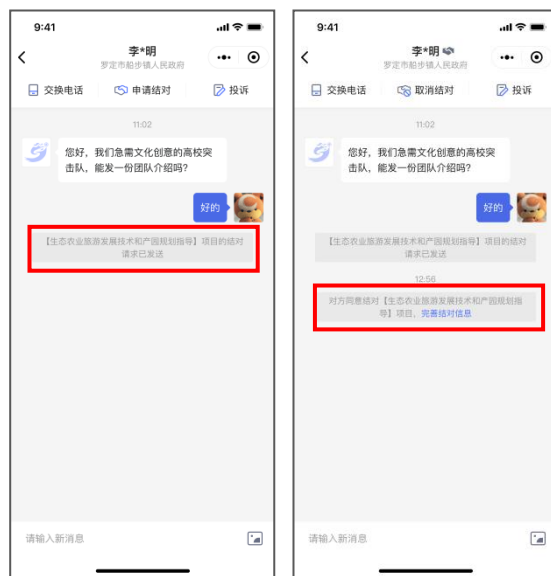 9:41
李*明
罗定市船步镇人民政府
交换电话
申请结对
投诉
11:02
您好，我们急需文化创意的高校突
击队，能发一份团队介绍吗?
好的
【生态农业旅游发展技术和产园规划指导】项目的结对
请求已发送
请输入新消息
9:41
李*明
罗定市船步镇人民政府
交换电话
取消结对
投诉
11:02
您好，我们急需文化创意的高校突
击队，能发一份团队介绍吗?
好的
【生态农业旅游发展技术和产园规划指导】项目的结对
请求已发送
12:56
对方同意结对【生态农业旅游发展技术和产园规划指
导】项目，完善结对信息
请输入新消息